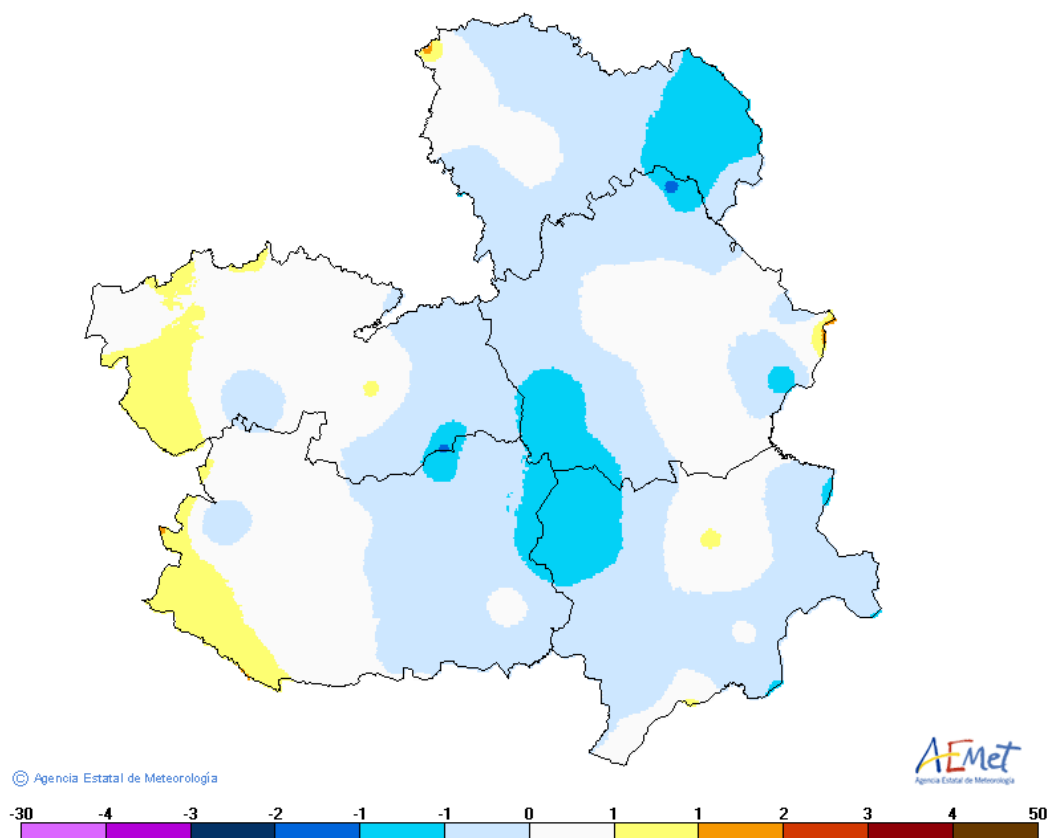 AEMet
Agencia Estatal de Meteorología
© Agencia Estatal de Meteorología
-30 -4 -3 -2 -1 -1 0 1 1 2 3 4 50